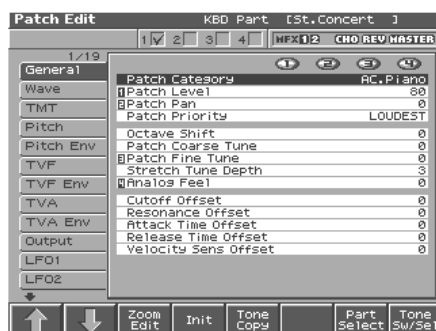 Patch Edit KBD Part [St.Concert ]
1 2 3 4 MFX 1 2 CHO REV MASTER
1/19
General
Wave
TMT
Pitch
Pitch Env
TVF
TVF Env
TVA
TVA Env
Output
LFO1
LFO2
1 2 3 4
Patch Category AC.Piano
1 Patch Level 80
2 Patch Pan 0
Patch Priority LOUDEST
Octave Shift 0
Patch Coarse Tune 0
3 Patch Fine Tune 0
Stretch Tune Depth 3
4 Analog Feel 0
Cutoff Offset 0
Resonance Offset 0
Attack Time Offset 0
Release Time Offset 0
Velocity Sens Offset 0
Zoom Edit
Init
Tone Copy
Part Select
Tone Sw/Se